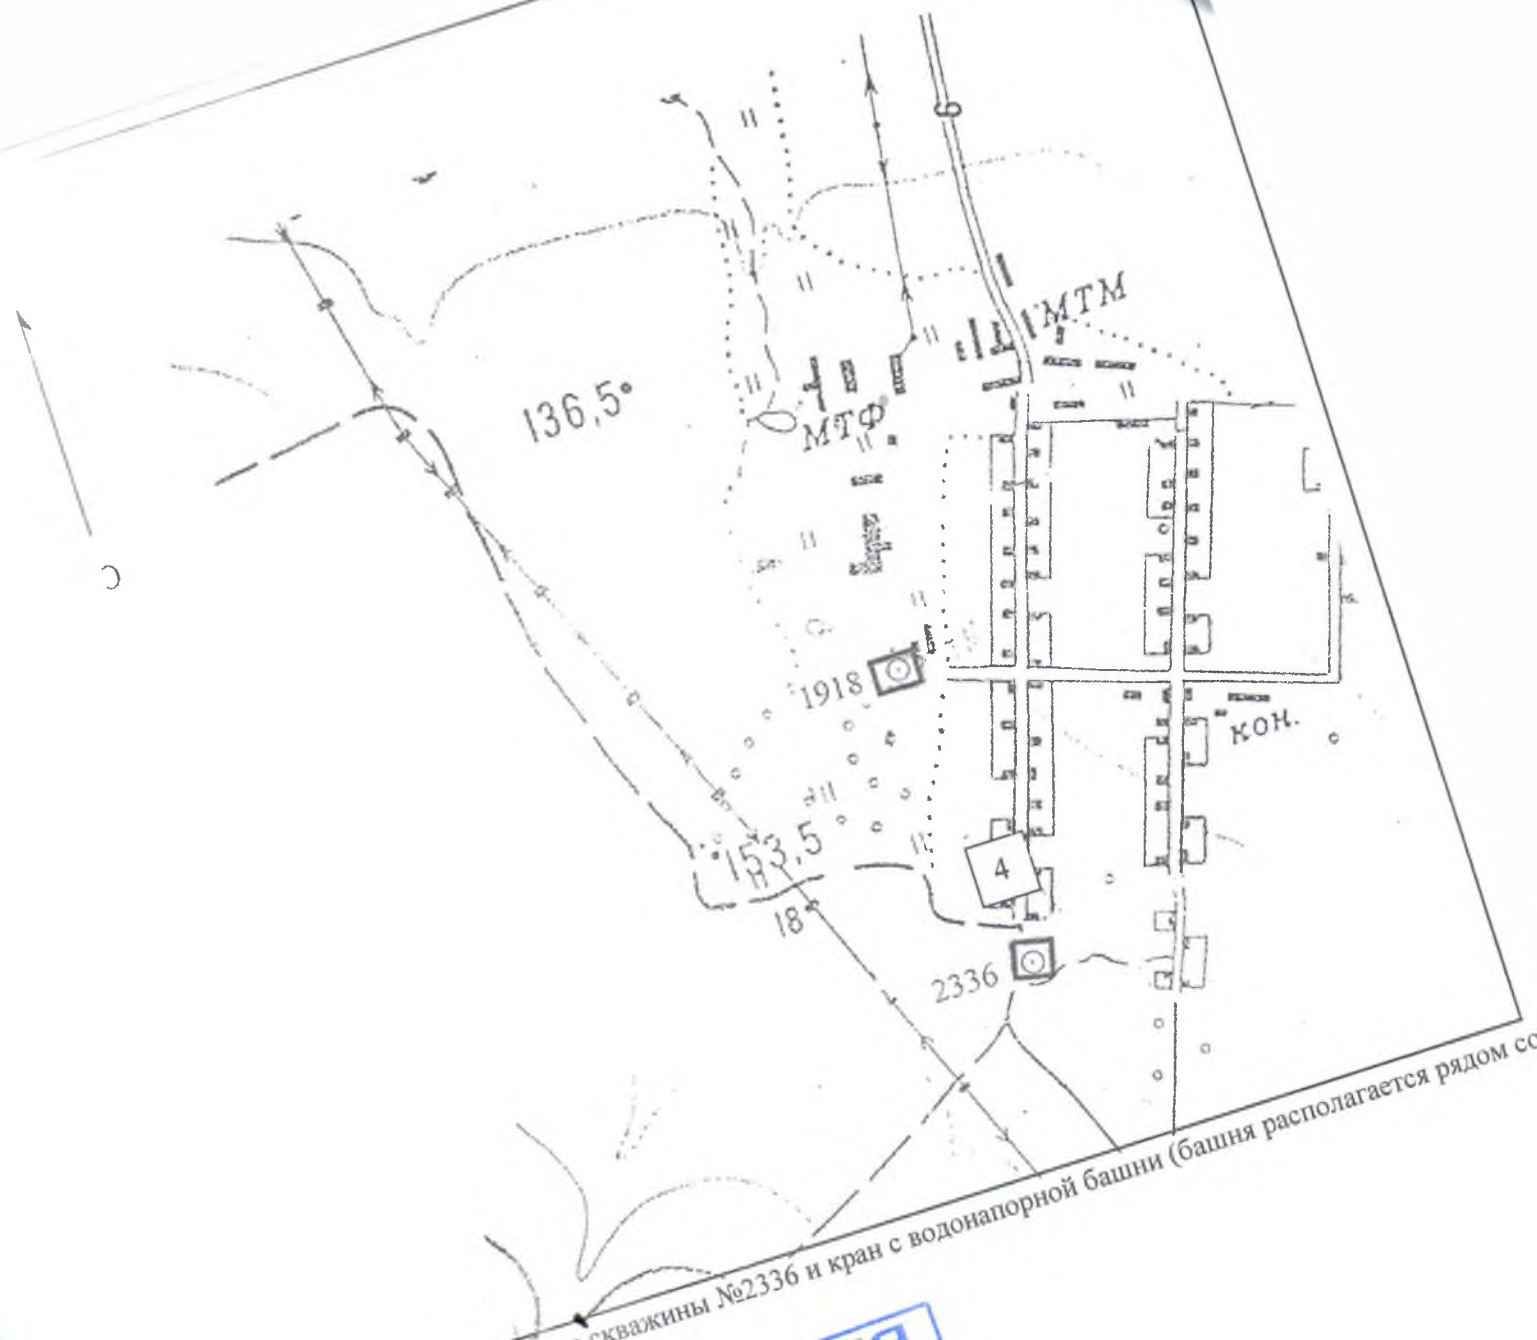 9
МТМ
136,5
МТФ
1918
кон.
153,5
4
18
2336
С
скважины №2336 и кран с водонапорной башни (башня располагается рядом со